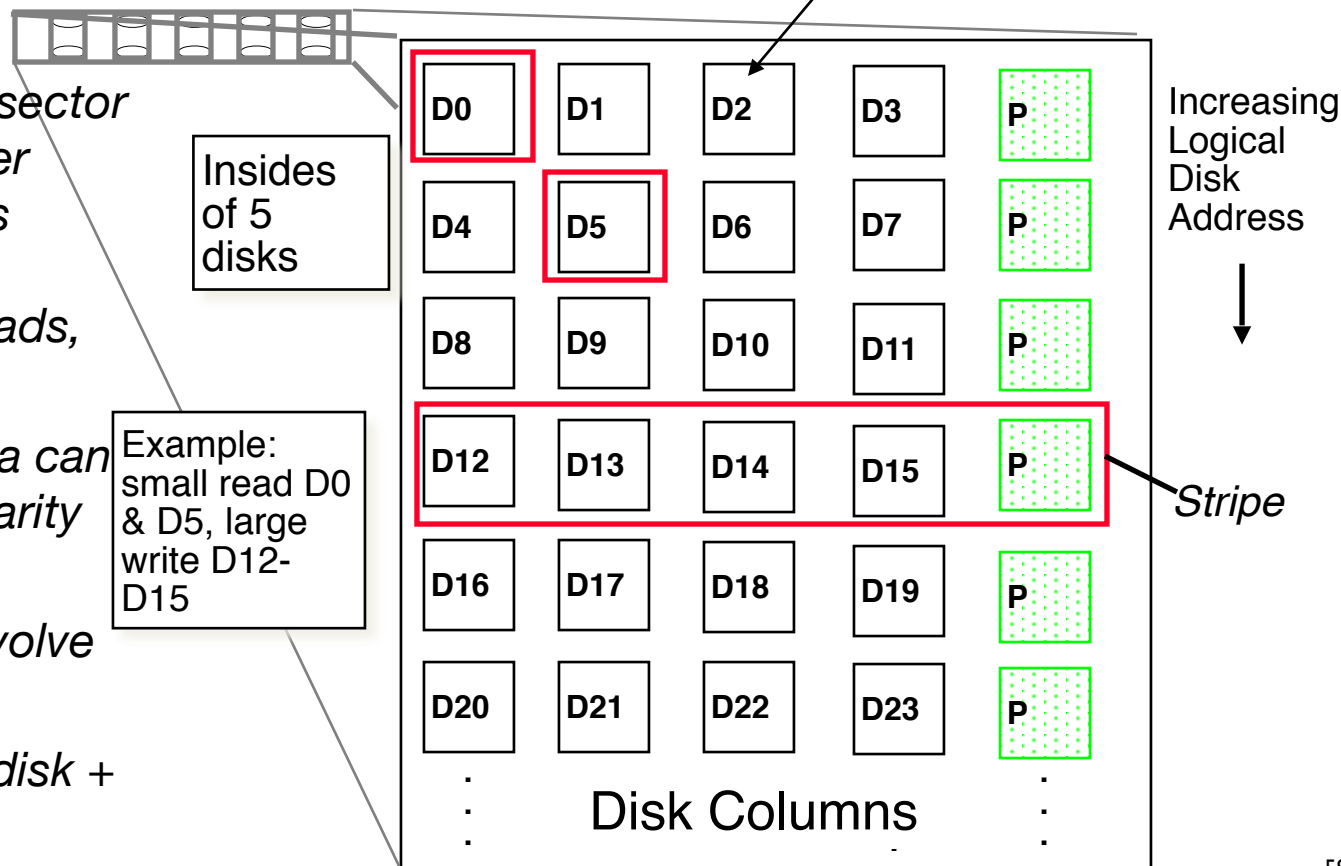 sector
er
s
ads,
a can
arity
volve
disk +
Insides
of 5
disks
Example:
small read D0
& D5, large
write D12-
D15
D0 D1 D2 D3 P
D4 D5 D6 D7 P
D8 D9 D10 D11 P
D12 D13 D14 D15 P
D16 D17 D18 D19 P
D20 D21 D22 D23 P
Disk Columns
Increasing
Logical
Disk
Address
Stripe